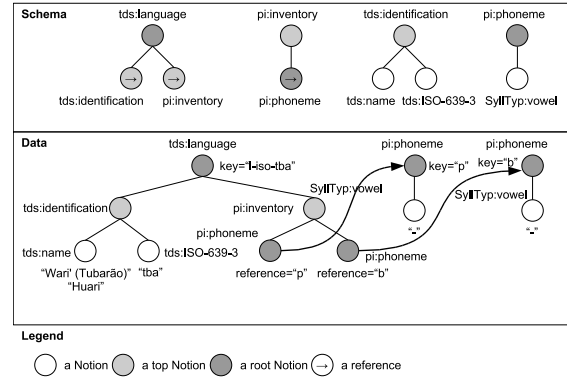 Schema
tds:language
pi:inventory
tds:identification
pi:phoneme
→
→
→
tds:identification
pi:inventory
pi:phoneme
tds:name
tds:ISO-639-3
SyllTyp:vowel
Data
tds:language
pi:phoneme
pi:phoneme
key="l-iso-tba"
key="p"
key="b"
SyllTyp:vowel
SyllTyp:vowel
tds:identification
pi:inventory
pi:phoneme
"-"
"-"
tds:name
tds:ISO-639-3
pi:phoneme
"Wari' (Tubarão)"
"tba"
reference="p"
reference="b"
"Huari"
Legend
a Notion
a top Notion
a root Notion
→
a reference